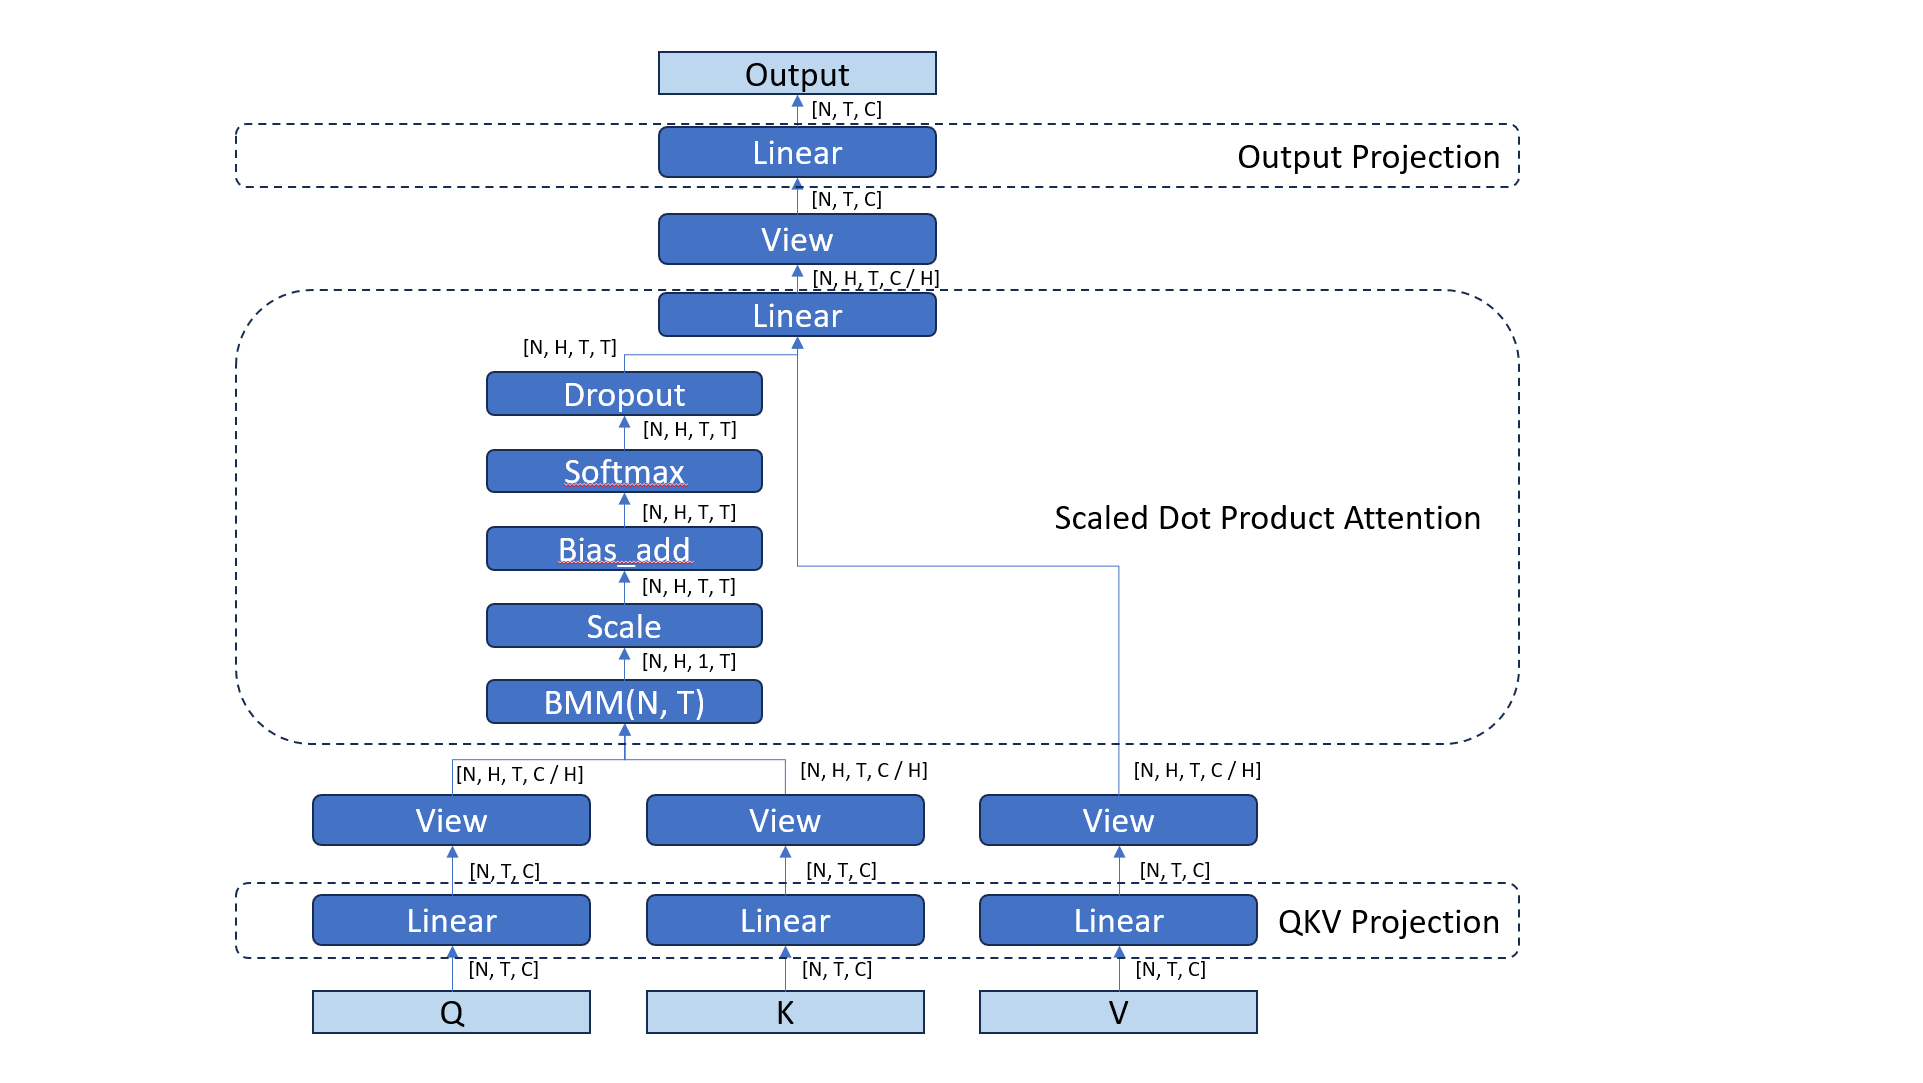 Output
[N, T, C]
Linear
Output Projection
[N, T, C]
View
[N, H, T, C / H]
Linear
[N, H, T, T]
Dropout
[N, H, T, T]
Softmax
[N, H, T, T]
Bias_add
Scaled Dot Product Attention
[N, H, T, T]
Scale
[N, H, 1, T]
BMM(N, T)
[N, H, T, C / H]
[N, H, T, C / H]
[N, H, T, C / H]
View
View
View
[N, T, C]
[N, T, C]
[N, T, C]
Linear
Linear
Linear
QKV Projection
[N, T, C]
[N, T, C]
[N, T, C]
Q
K
V